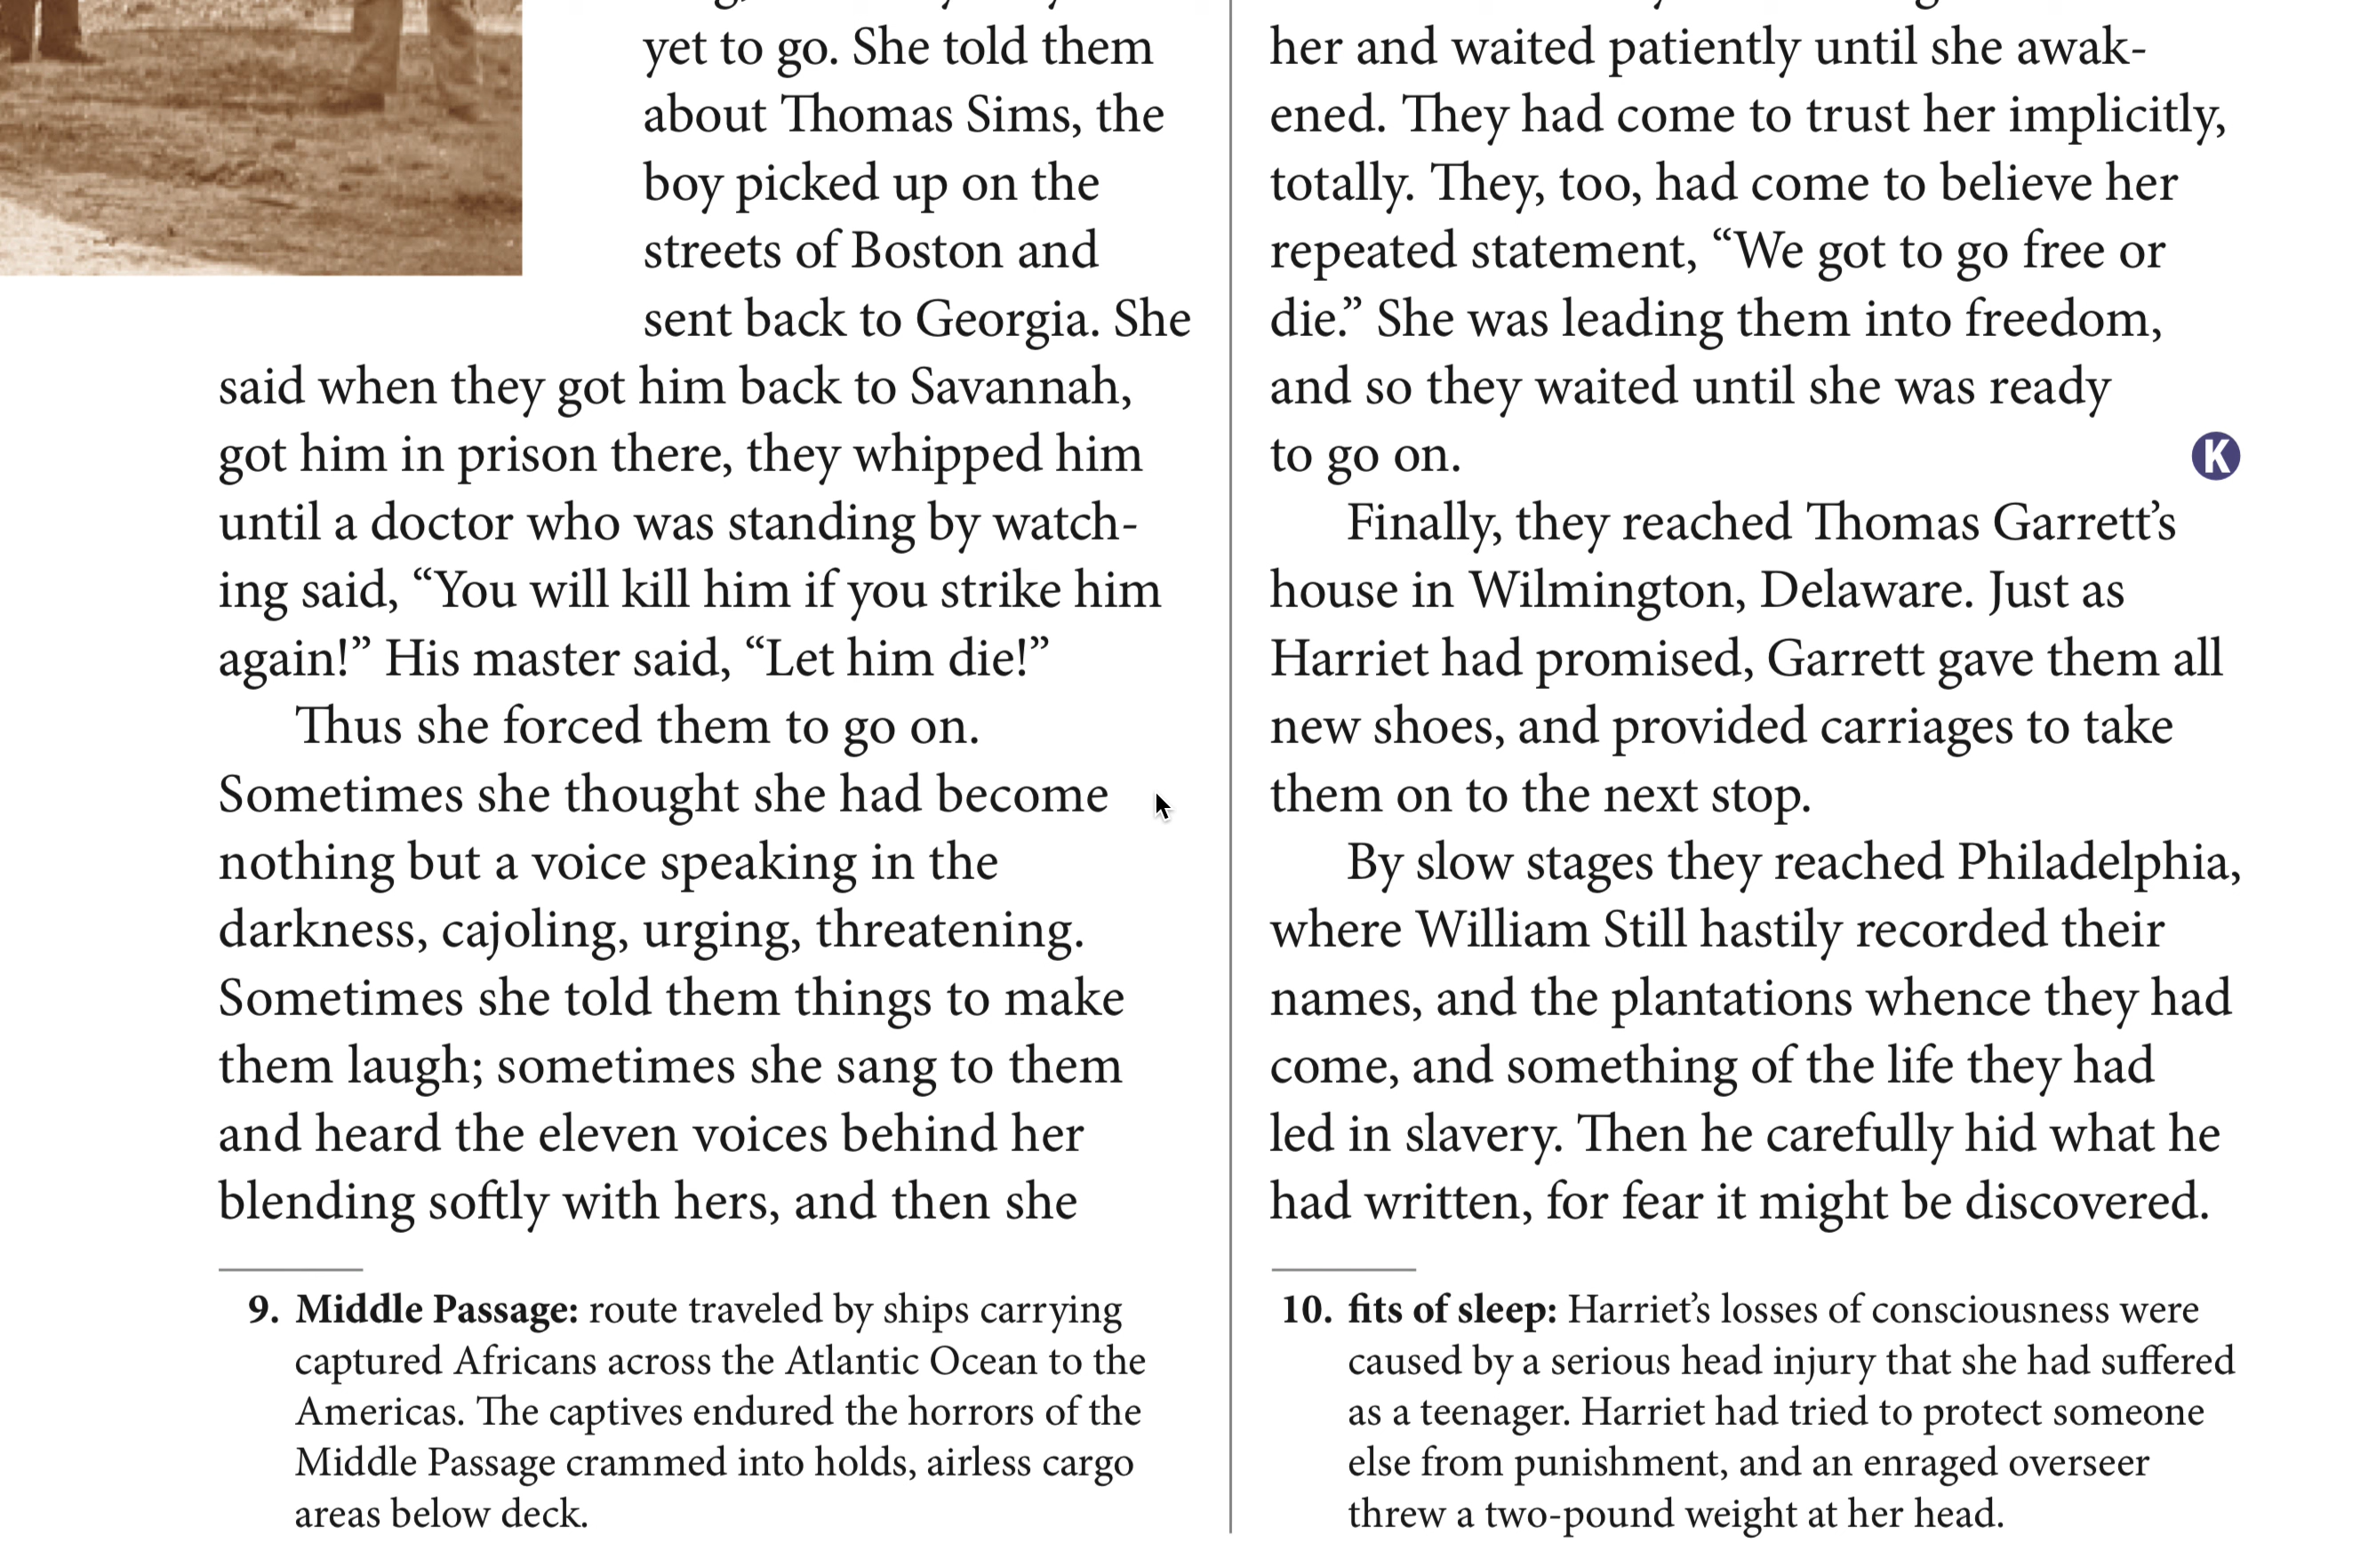 yet to go. She told them
about Thomas Sims, the
boy picked up on the
streets of Boston and
sent back to Georgia. She
said when they got him back to Savannah,
got him in prison there, they whipped him
until a doctor who was standing by watch-
ing said, “You will kill him if you strike him
again!” His master said, “Let him die!”
Thus she forced them to go on.
Sometimes she thought she had become
nothing but a voice speaking in the
darkness, cajoling, urging, threatening.
Sometimes she told them things to make
them laugh; sometimes she sang to them
and heard the eleven voices behind her
blending softly with hers, and then she
9. Middle Passage: route traveled by ships carrying
captured Africans across the Atlantic Ocean to the
Americas. The captives endured the horrors of the
Middle Passage crammed into holds, airless cargo
areas below deck.
her and waited patiently until she awak-
ened. They had come to trust her implicitly,
totally. They, too, had come to believe her
repeated statement, “We got to go free or
die.” She was leading them into freedom,
and so they waited until she was ready
to go on. K
Finally, they reached Thomas Garrett’s
house in Wilmington, Delaware. Just as
Harriet had promised, Garrett gave them all
new shoes, and provided carriages to take
them on to the next stop.
By slow stages they reached Philadelphia,
where William Still hastily recorded their
names, and the plantations whence they had
come, and something of the life they had
led in slavery. Then he carefully hid what he
had written, for fear it might be discovered.
10. fits of sleep: Harriet’s losses of consciousness were
caused by a serious head injury that she had suffered
as a teenager. Harriet had tried to protect someone
else from punishment, and an enraged overseer
threw a two-pound weight at her head.